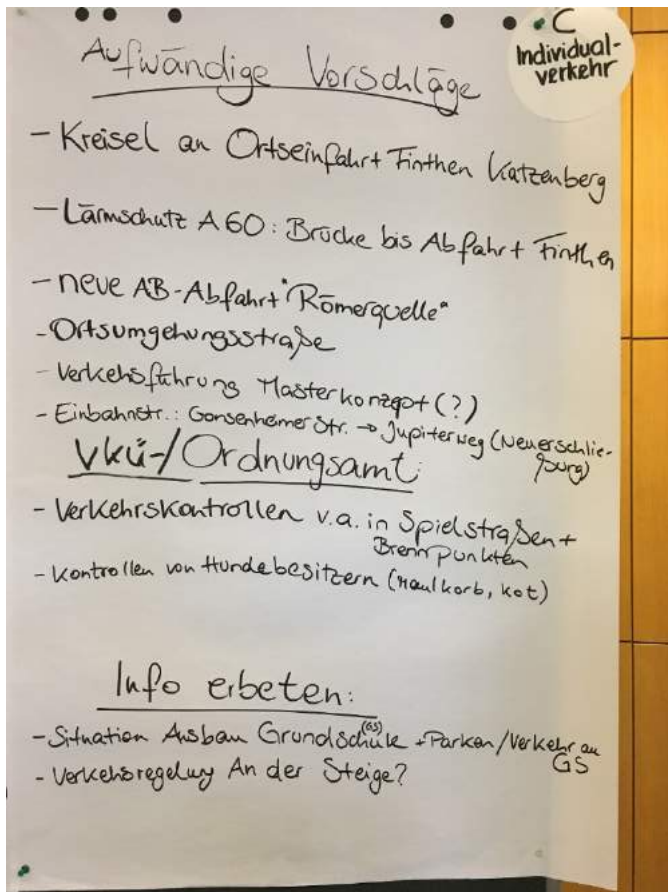 C
Individual-
verkehr
Aufwändige Vorschläge
- Kreisel an Ortseinfahrt Finthen Katzenberg
- Lärmschutz A60: Brücke bis Abfahrt Finthen
- neue AB-Abfahrt "Römerquelle"
- Ortsumgehungsstraße
- Verkehsführung Masterkonzept (?)
- Einbahnstr.: Gonsenheimer Str. → Jupiterweg (Neuerschlie-
ßung)
VKÜ-/Ordnungsamt:
- Verkehrskontrollen v.a. in Spielstraßen +
Brennpunkten
- Kontrollen von Hundebesitzern (Maulkorb, Kot)
Info erbeten:
- Situation Ausbau Grundschule (GS) + Parken/Verkehr an
GS
- Verkehsregelung An der Steige?